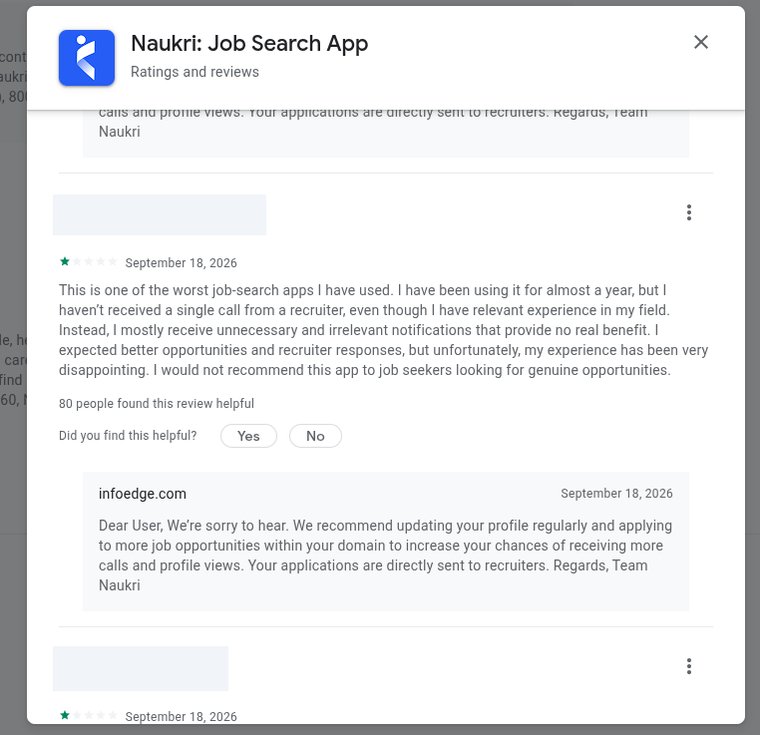 Naukri: Job Search App
Ratings and reviews
cont
aukri
), 800
calls and profile views. Your applications are directly sent to recruiters. Regards, Team
Naukri
September 18, 2026
This is one of the worst job-search apps I have used. I have been using it for almost a year, but I
haven’t received a single call from a recruiter, even though I have relevant experience in my field.
Instead, I mostly receive unnecessary and irrelevant notifications that provide no real benefit. I
expected better opportunities and recruiter responses, but unfortunately, my experience has been very
disappointing. I would not recommend this app to job seekers looking for genuine opportunities.
de, he
care
find
60, N
80 people found this review helpful
Did you find this helpful?
Yes
No
infoedge.com
September 18, 2026
Dear User, We’re sorry to hear. We recommend updating your profile regularly and applying
to more job opportunities within your domain to increase your chances of receiving more
calls and profile views. Your applications are directly sent to recruiters. Regards, Team
Naukri
September 18, 2026